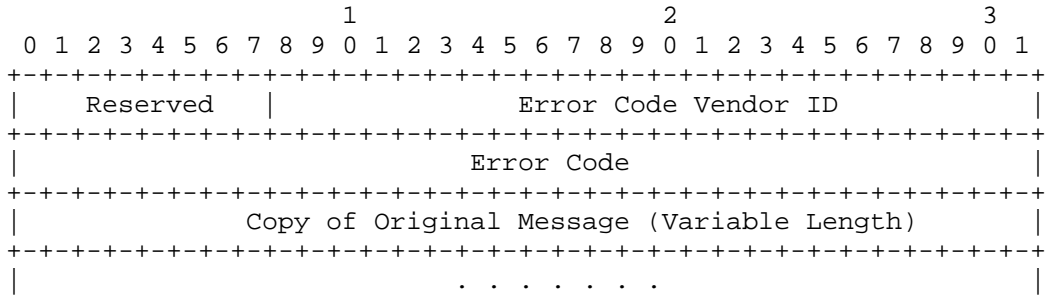 1                   2                   3
 0 1 2 3 4 5 6 7 8 9 0 1 2 3 4 5 6 7 8 9 0 1 2 3 4 5 6 7 8 9 0 1
+-+-+-+-+-+-+-+-+-+-+-+-+-+-+-+-+-+-+-+-+-+-+-+-+-+-+-+-+-+-+-+-+
|    Reserved   |               Error Code Vendor ID            |
+-+-+-+-+-+-+-+-+-+-+-+-+-+-+-+-+-+-+-+-+-+-+-+-+-+-+-+-+-+-+-+-+
|                            Error Code                         |
+-+-+-+-+-+-+-+-+-+-+-+-+-+-+-+-+-+-+-+-+-+-+-+-+-+-+-+-+-+-+-+-+
|              Copy of Original Message (Variable Length)       |
+-+-+-+-+-+-+-+-+-+-+-+-+-+-+-+-+-+-+-+-+-+-+-+-+-+-+-+-+-+-+-+-+
|                           . . . . . . .                       |